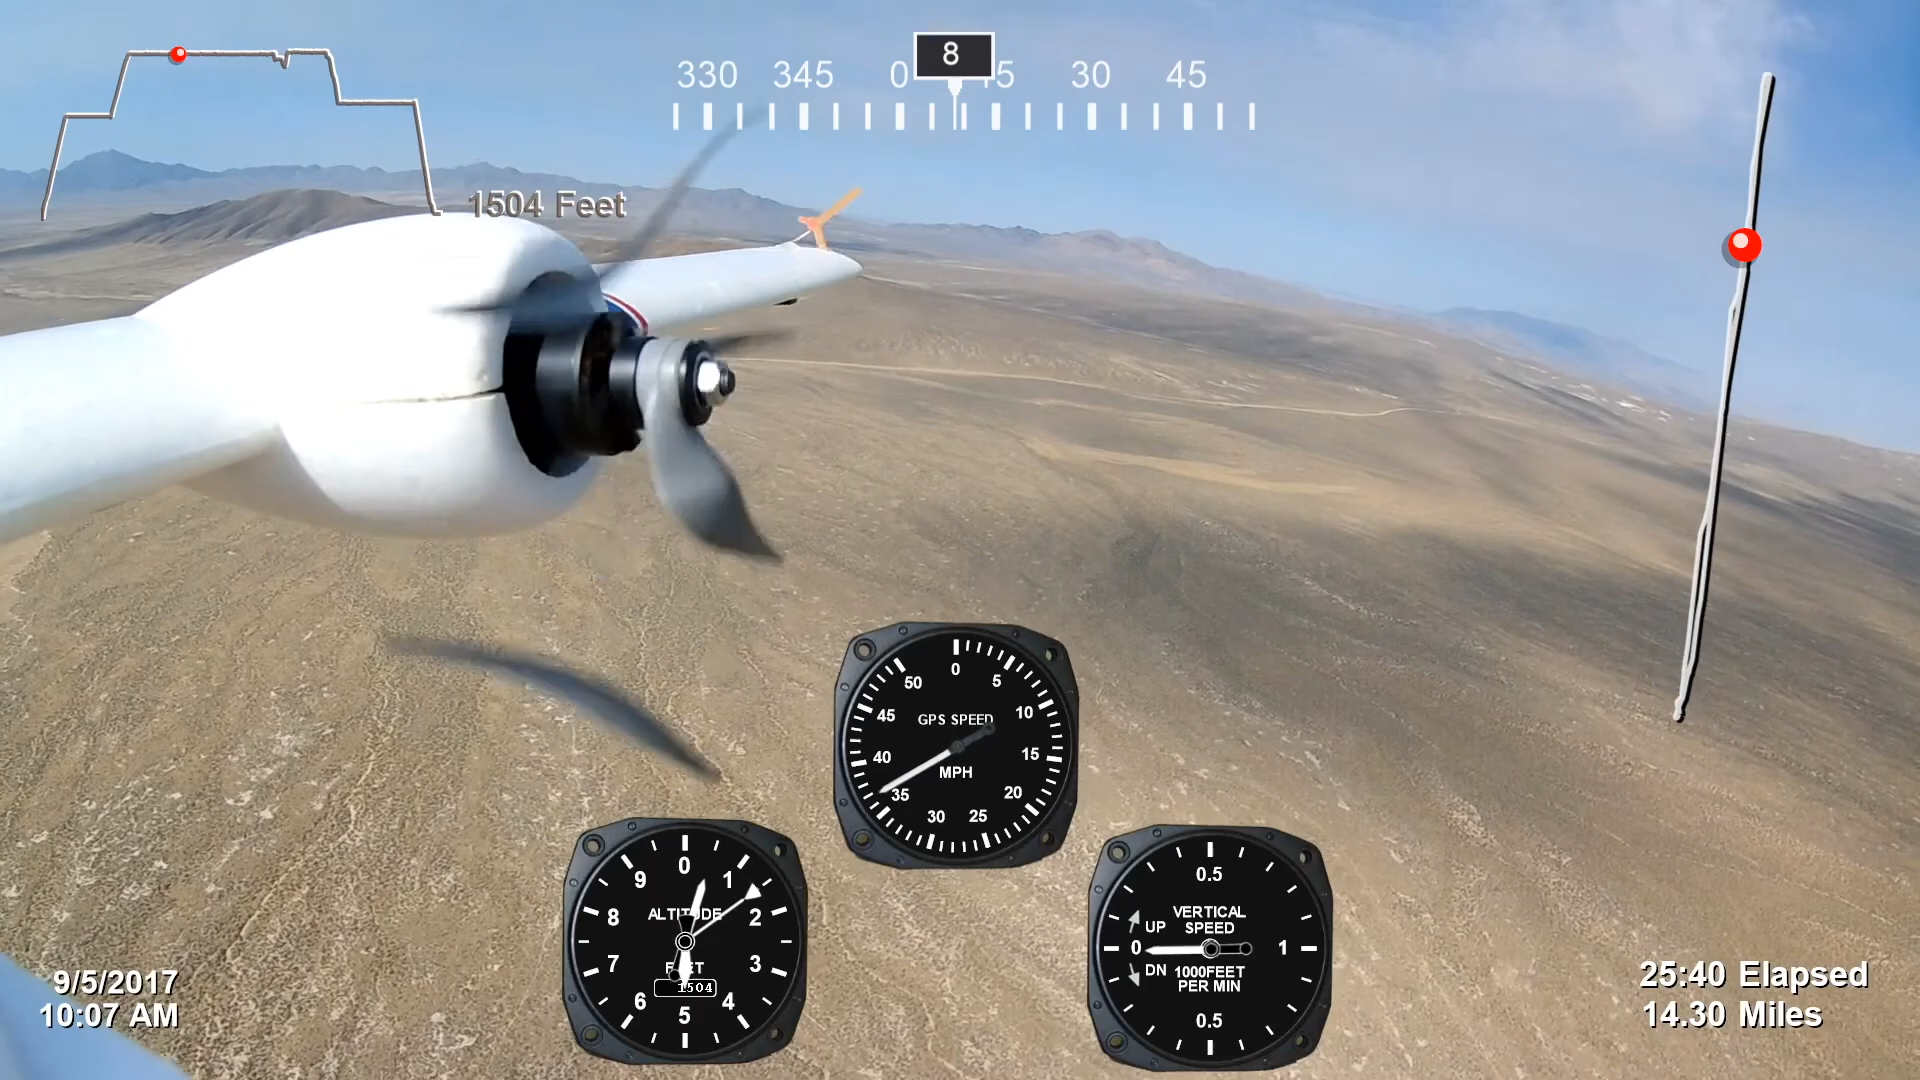 8
330 345 0 15 30 45
1504 Feet
0
5
10
15
20
25
30
35
40
45
50
GPS SPEED
MPH
0
1
2
3
4
5
6
7
8
9
ALTITUDE
FEET
1504
0.5
VERTICAL
SPEED
UP
0
1
DN
1000FEET
PER MIN
0.5
9/5/2017
10:07 AM
25:40 Elapsed
14.30 Miles